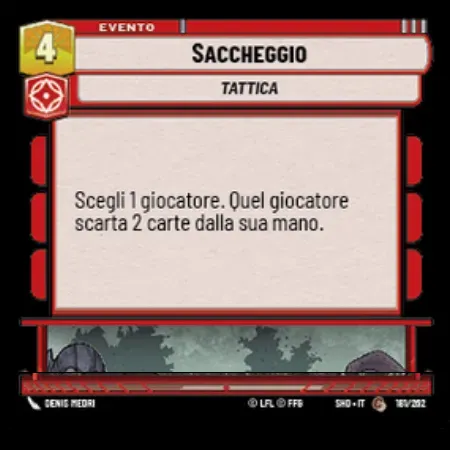 EVENTO
4
SACCHEGGIO
TATTICA
Scegli 1 giocatore. Quel giocatore
scarta 2 carte dalla sua mano.
DENIS MEDRI
© LFL ℗ FFG
SHD • IT
161/262